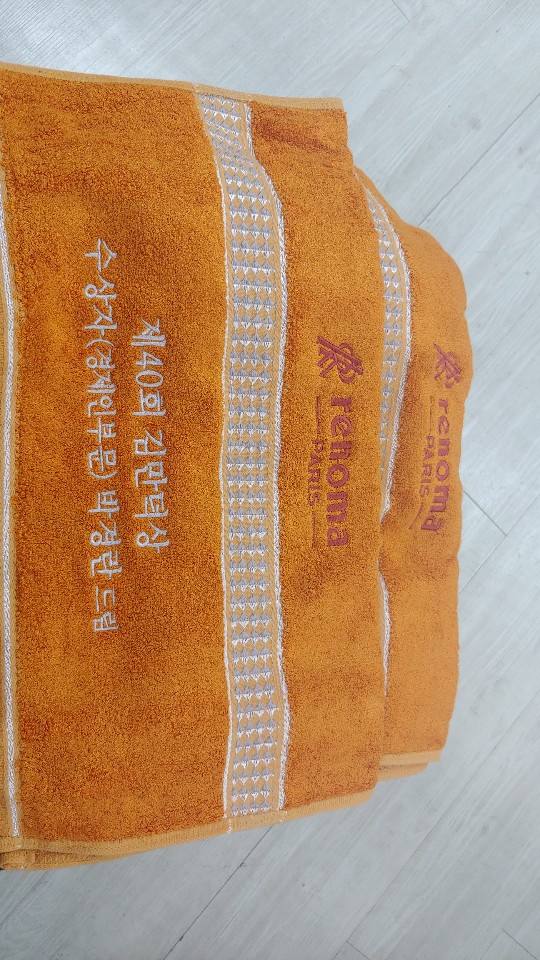 제40회 김만덕상
수상자(경제인부문) 박경란 드림
renoma
PARIS
renoma
PARIS